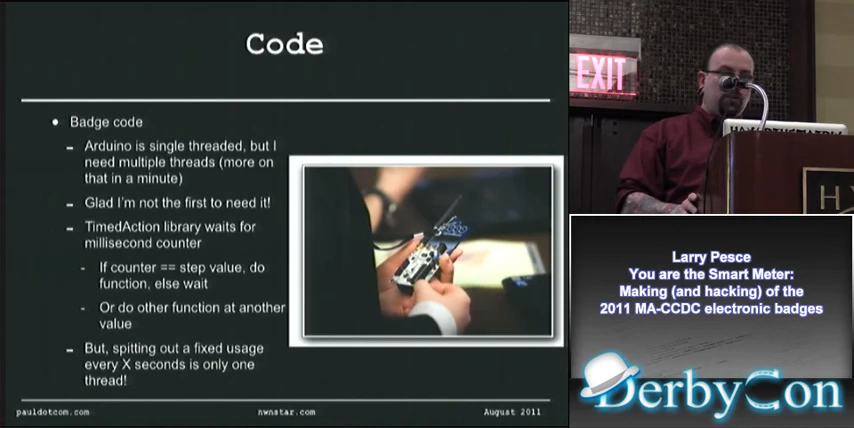 Code
• Badge code
– Arduino is single threaded, but I
need multiple threads (more on
that in a minute)
– Glad I'm not the first to need it!
– TimedAction library waits for
millisecond counter
- If counter == step value, do
function, else wait
- Or do other function at another
value
– But, spitting out a fixed usage
every X seconds is only one
thread!
pauldotcom.com
nwnstar.com
August 2011
EXIT
Larry Pesce
You are the Smart Meter:
Making (and hacking) of the
2011 MA-CCDC electronic badges
DerbyCon